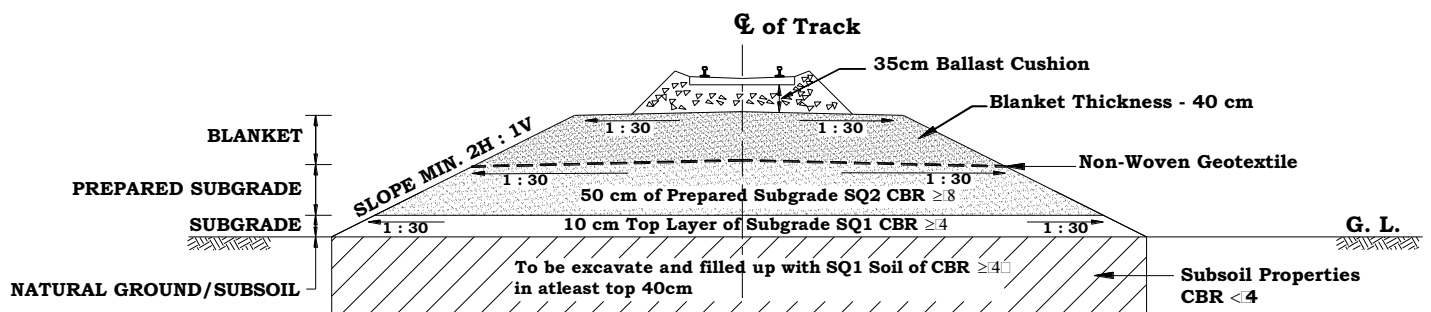 ℄ of Track
35cm Ballast Cushion
Blanket Thickness - 40 cm
BLANKET
1 : 30
1 : 30
SLOPE MIN. 2H : 1V
Non-Woven Geotextile
PREPARED SUBGRADE
1 : 30
1 : 30
50 cm of Prepared Subgrade SQ2 CBR ≥ 8
SUBGRADE
1 : 30
10 cm Top Layer of Subgrade SQ1 CBR ≥ 4
1 : 30
G. L.
To be excavate and filled up with SQ1 Soil of CBR ≥ 4
in atleast top 40cm
NATURAL GROUND/SUBSOIL
Subsoil Properties
CBR < 4